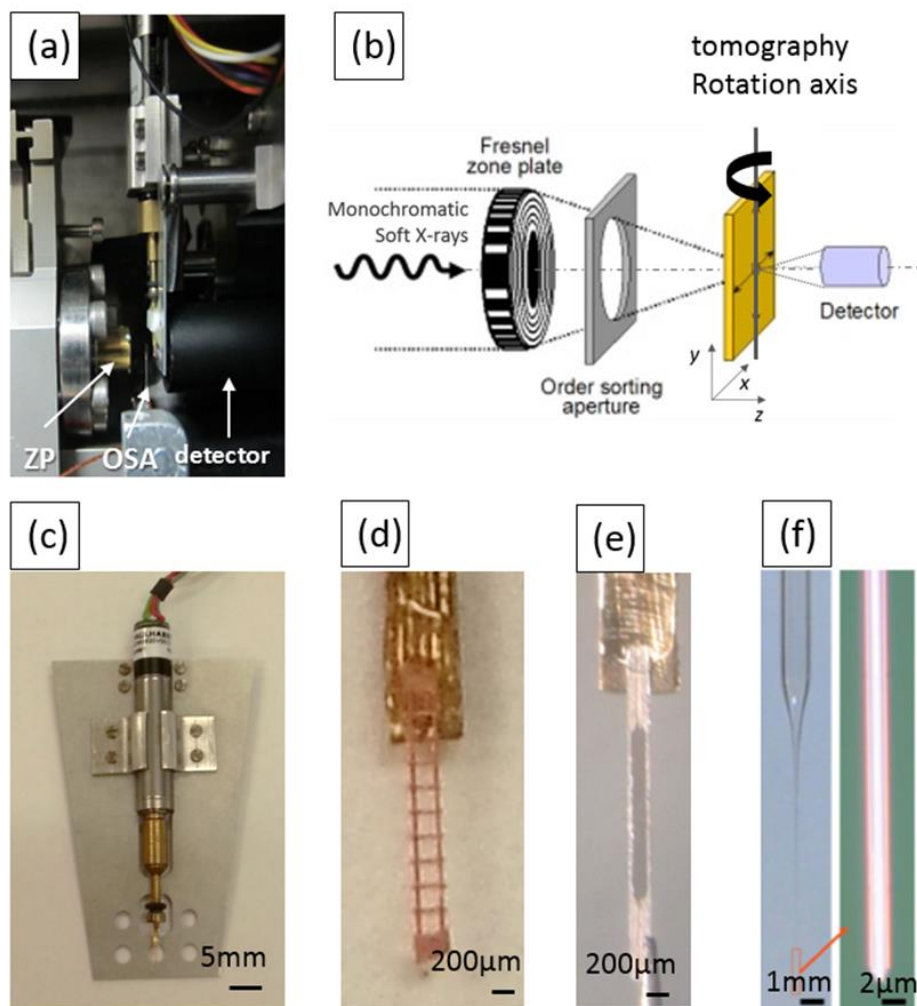 (a)
ZP
OSA
detector
(b)
tomography
Rotation axis
Fresnel
zone plate
Monochromatic
Soft X-rays
Order sorting
aperture
Detector
y
x
z
(c)
5mm
(d)
200µm
(e)
200µm
(f)
1mm
2µm